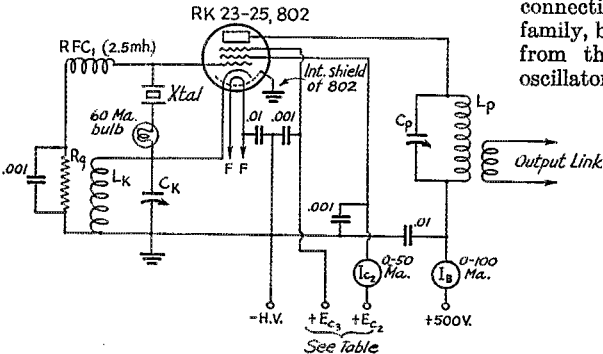 connecti
family, b
from th
oscillator
RK 23-25, 802
RFC, (2.5mh.)
Xtal
Int. shield
of 802
60 Ma.
bulb
.01 .001
F F
.001
Rg
LK
CK
Cp
Lp
Output Link
.001
.01
Ic2
0-50
Ma.
IB
0-100
Ma.
-H.V.
+Ec3
+Ec2
+500V.
See Table